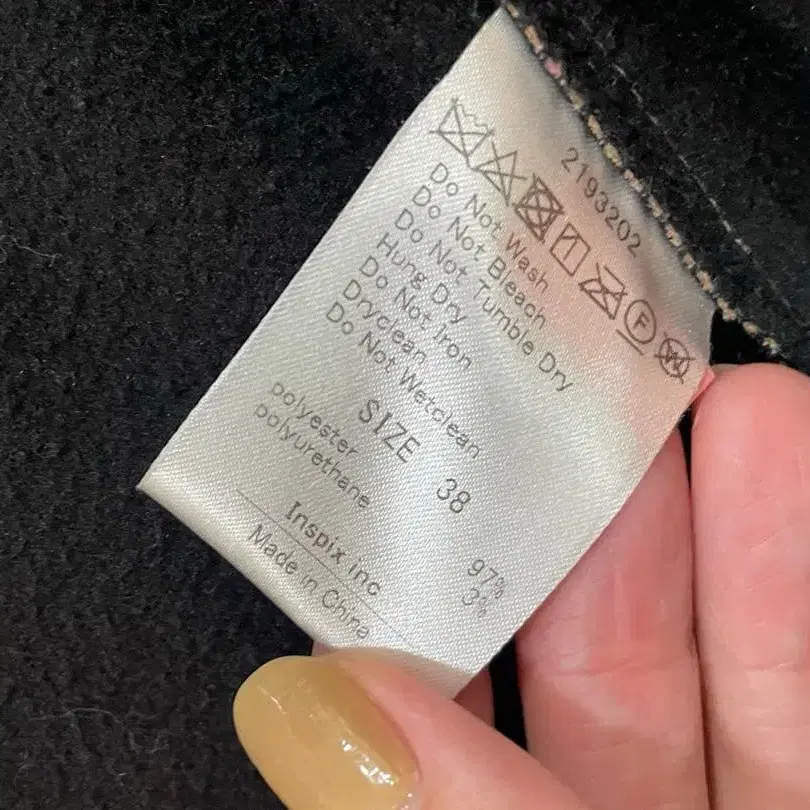 2193202
F W
Do Not Wash
Do Not Bleach
Do Not Tumble Dry
Hung Dry
Do Not Iron
Dryclean
Do Not Wetclean
SIZE 38
polyester 97%
polyurethane 3%
Inspix inc
Made in China